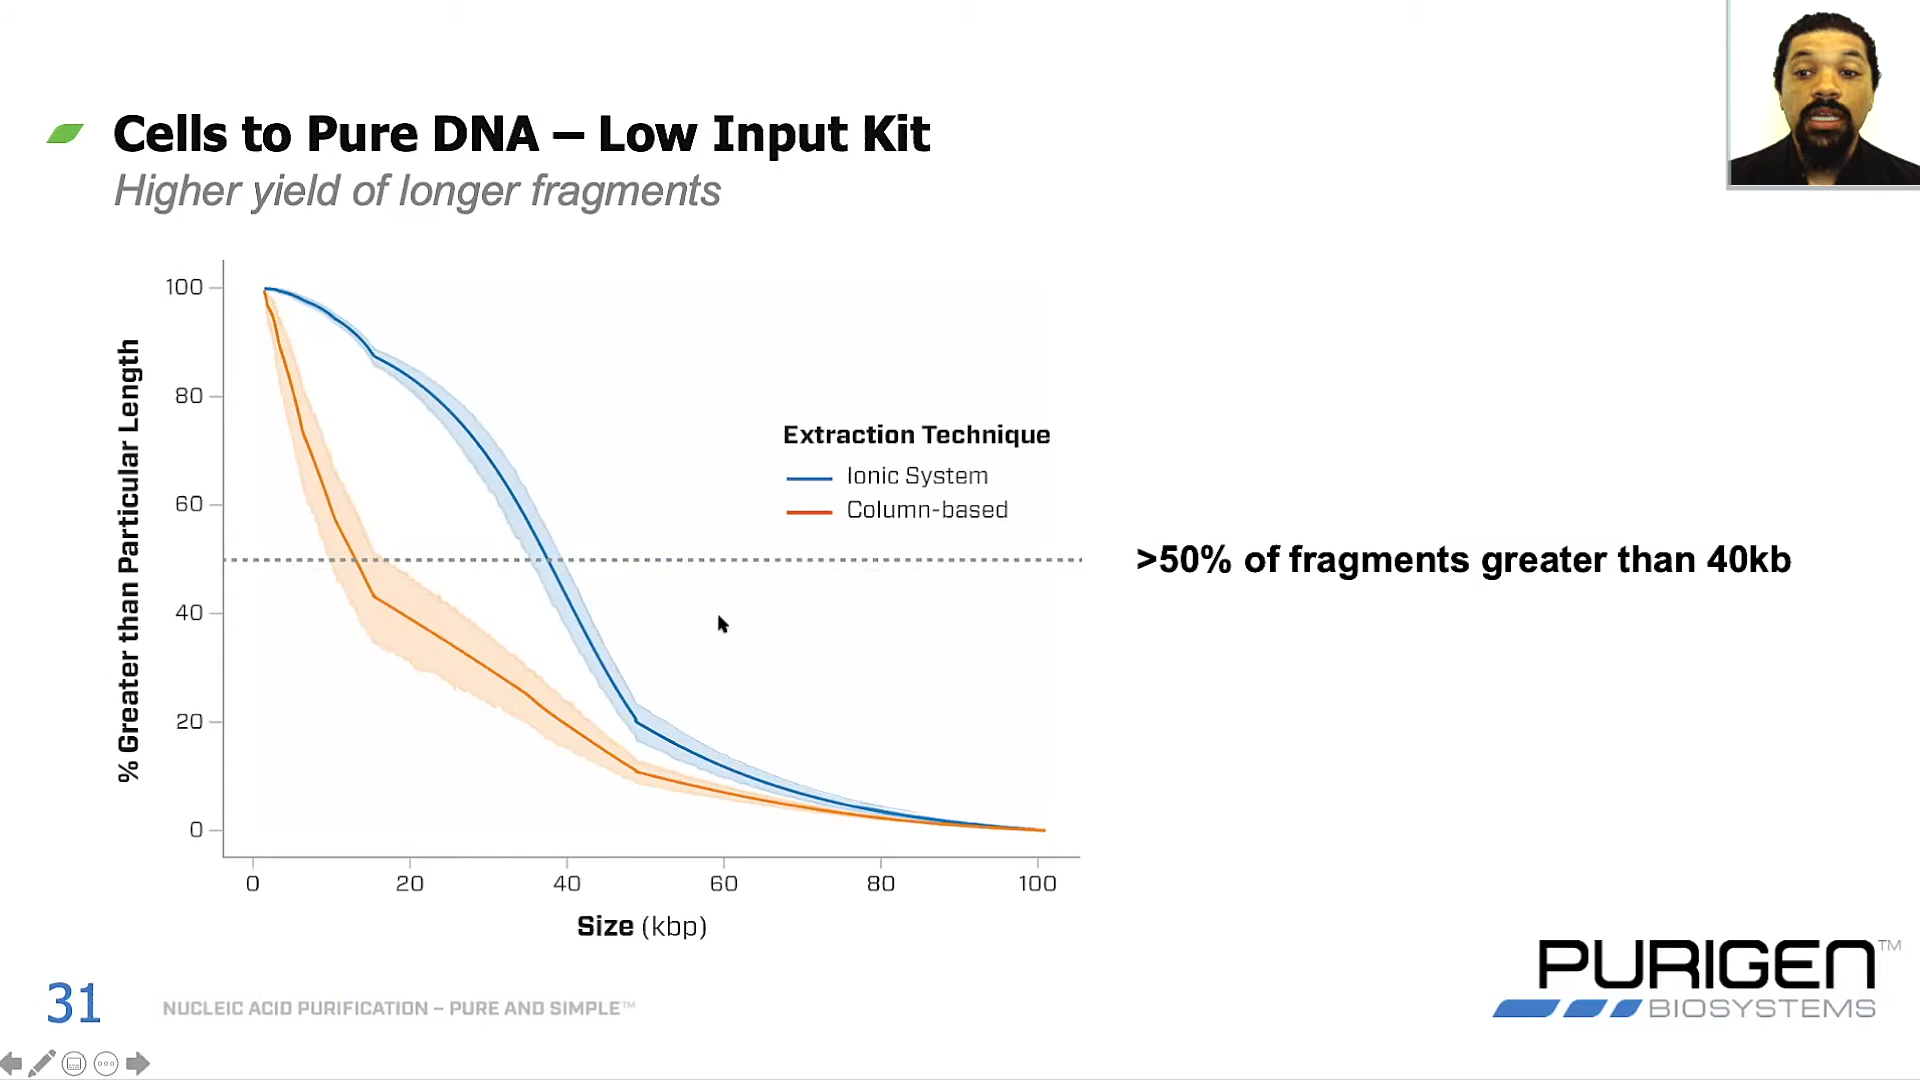 Cells to Pure DNA – Low Input Kit
Higher yield of longer fragments
% Greater than Particular Length
100
80
60
40
20
0
Extraction Technique
Ionic System
Column-based
>50% of fragments greater than 40kb
0 20 40 60 80 100
Size (kbp)
31
NUCLEIC ACID PURIFICATION – PURE AND SIMPLE™
PURIGEN™
BIOSYSTEMS